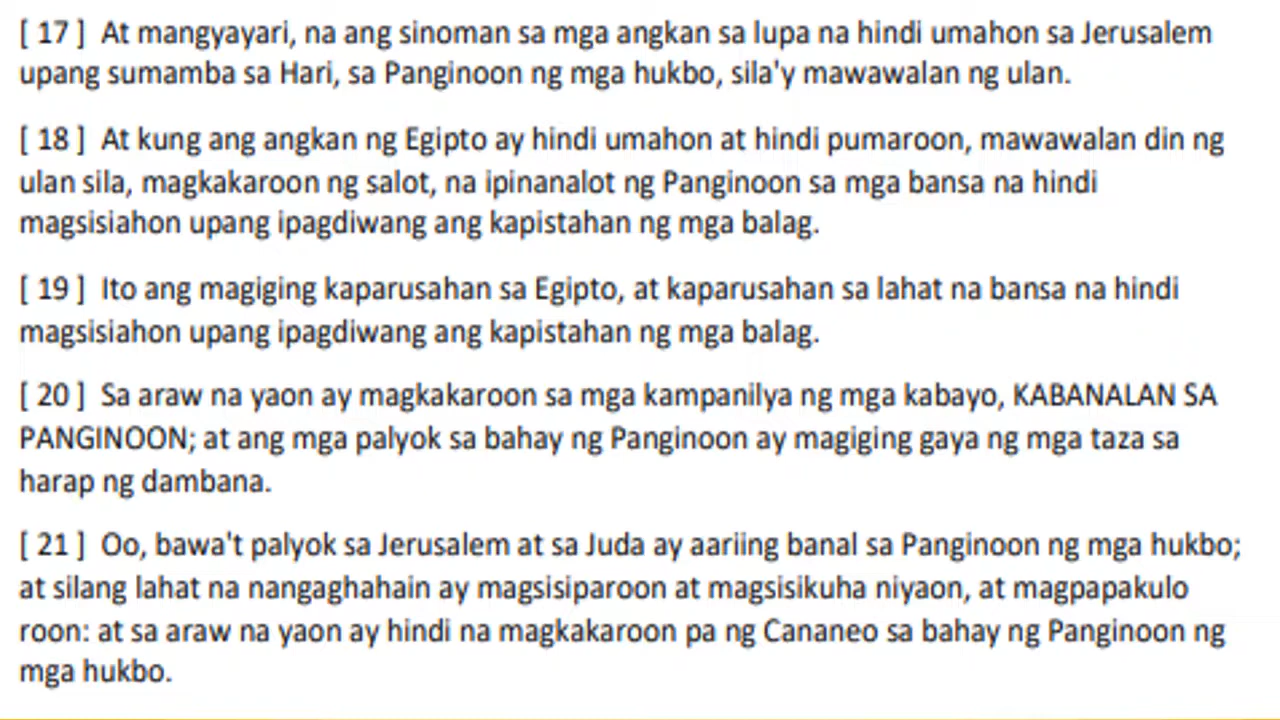 [ 17 ] At mangyayari, na ang sinoman sa mga angkan sa lupa na hindi umahon sa Jerusalem
upang sumamba sa Hari, sa Panginoon ng mga hukbo, sila'y mawawalan ng ulan.
[ 18 ] At kung ang angkan ng Egipto ay hindi umahon at hindi pumaroon, mawawalan din ng
ulan sila, magkakaroon ng salot, na ipinanalot ng Panginoon sa mga bansa na hindi
magsisiahon upang ipagdiwang ang kapistahan ng mga balag.
[ 19 ] Ito ang magiging kaparusahan sa Egipto, at kaparusahan sa lahat na bansa na hindi
magsisiahon upang ipagdiwang ang kapistahan ng mga balag.
[ 20 ] Sa araw na yaon ay magkakaroon sa mga kampanilya ng mga kabayo, KABANALAN SA
PANGINOON; at ang mga palyok sa bahay ng Panginoon ay magiging gaya ng mga taza sa
harap ng dambana.
[ 21 ] Oo, bawa't palyok sa Jerusalem at sa Juda ay aariing banal sa Panginoon ng mga hukbo;
at silang lahat na nangaghahain ay magsisiparoon at magsisikuha niyaon, at magpapakulo
roon: at sa araw na yaon ay hindi na magkakaroon pa ng Cananeo sa bahay ng Panginoon ng
mga hukbo.